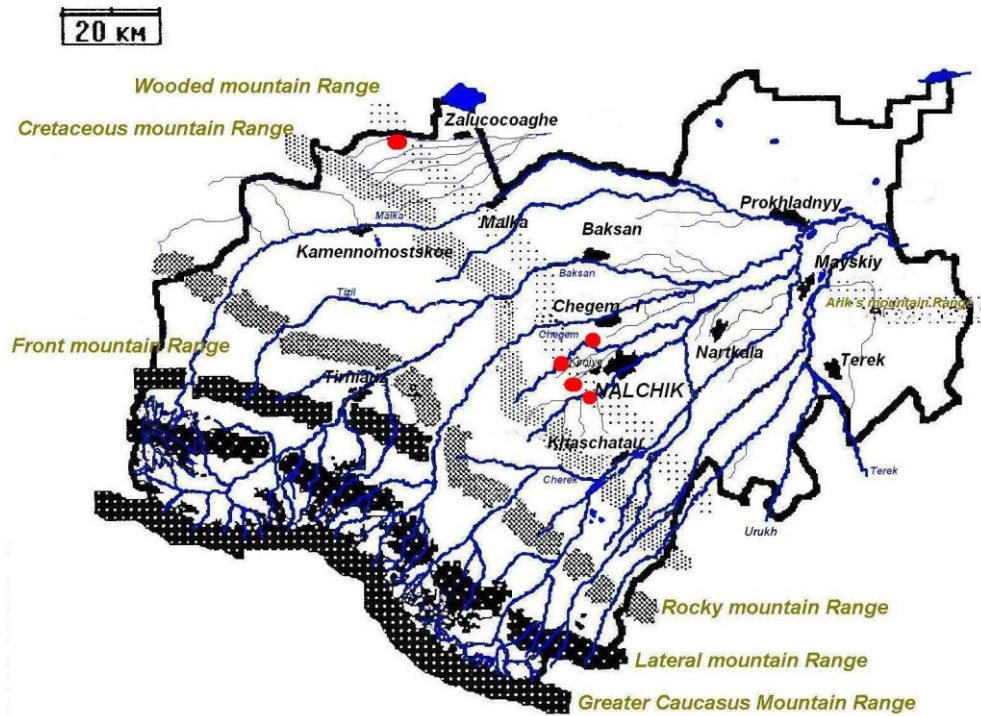 20 км
Wooded mountain Range
Cretaceous mountain Range
Zalucocoaghe
Prokhladnyy
Malka
Malka
Baksan
Kamennomostskoe
Mayskiy
Baksan
Tizil
Chegem - I
Arik's mountain Range
Chegem
Front mountain Range
Nartkala
Terek
Tirniauz
NALCHIK
Khaschatau
Cherek
Terek
Urukh
Rocky mountain Range
Lateral mountain Range
Greater Caucasus Mountain Range